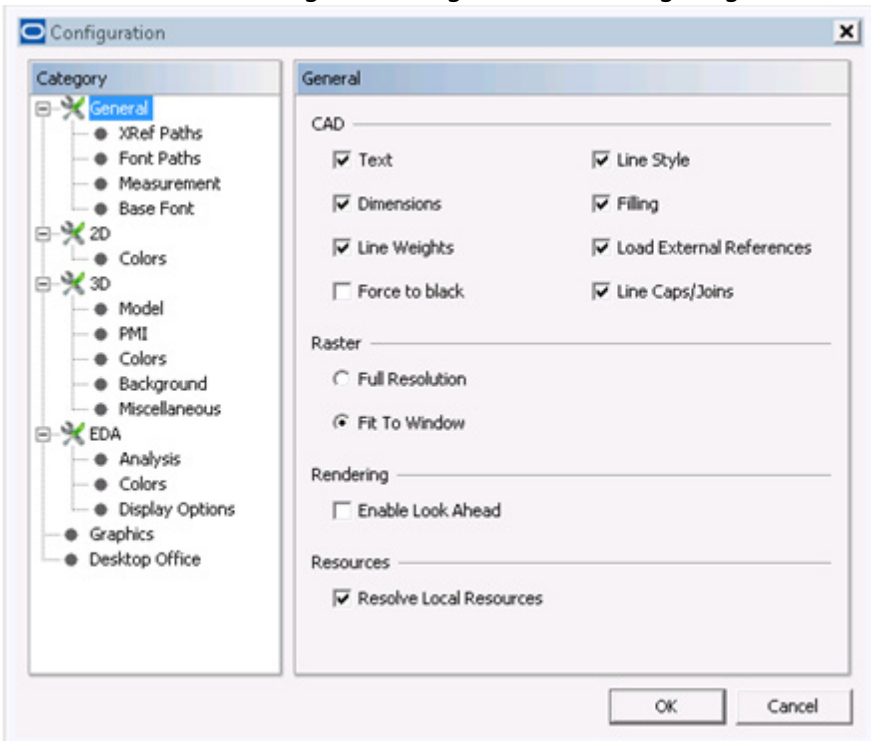 Configuration
Category
General
XRef Paths
Font Paths
Measurement
Base Font
2D
Colors
3D
Model
PMI
Colors
Background
Miscellaneous
EDA
Analysis
Colors
Display Options
Graphics
Desktop Office
General
CAD
Text
Line Style
Dimensions
Filling
Line Weights
Load External References
Force to black
Line Caps/Joins
Raster
Full Resolution
Fit To Window
Rendering
Enable Look Ahead
Resources
Resolve Local Resources
OK
Cancel